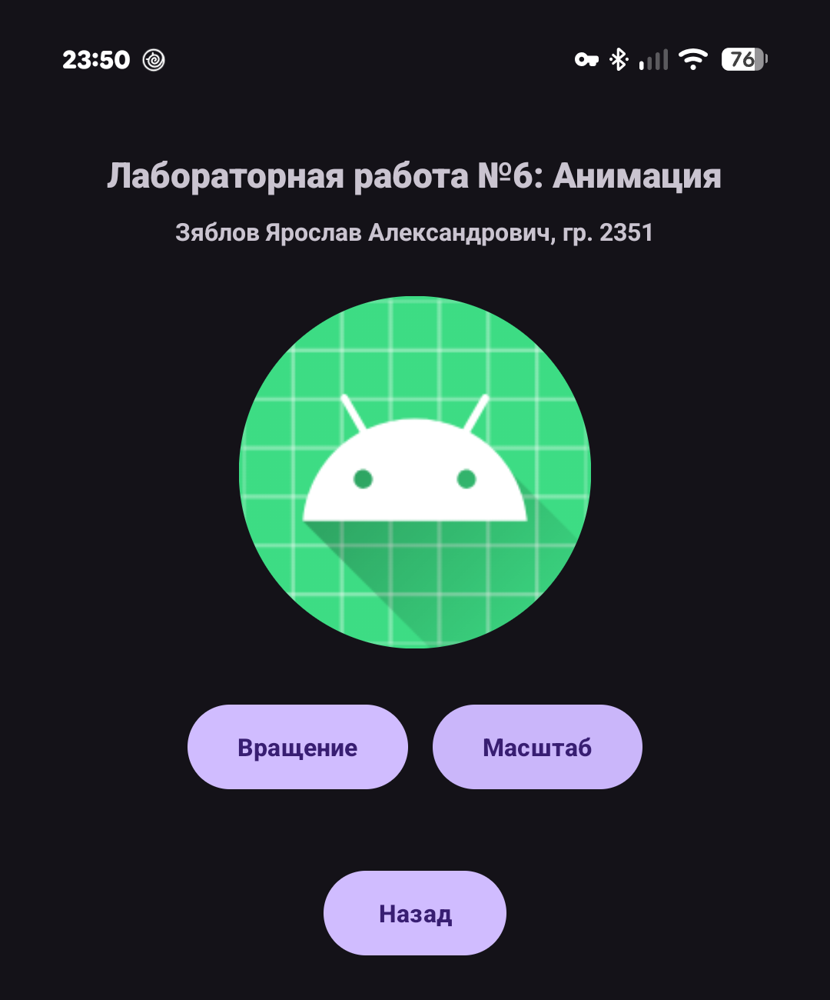 23:50
76
Лабораторная работа №6: Анимация
Зяблов Ярослав Александрович, гр. 2351
Вращение
Масштаб
Назад